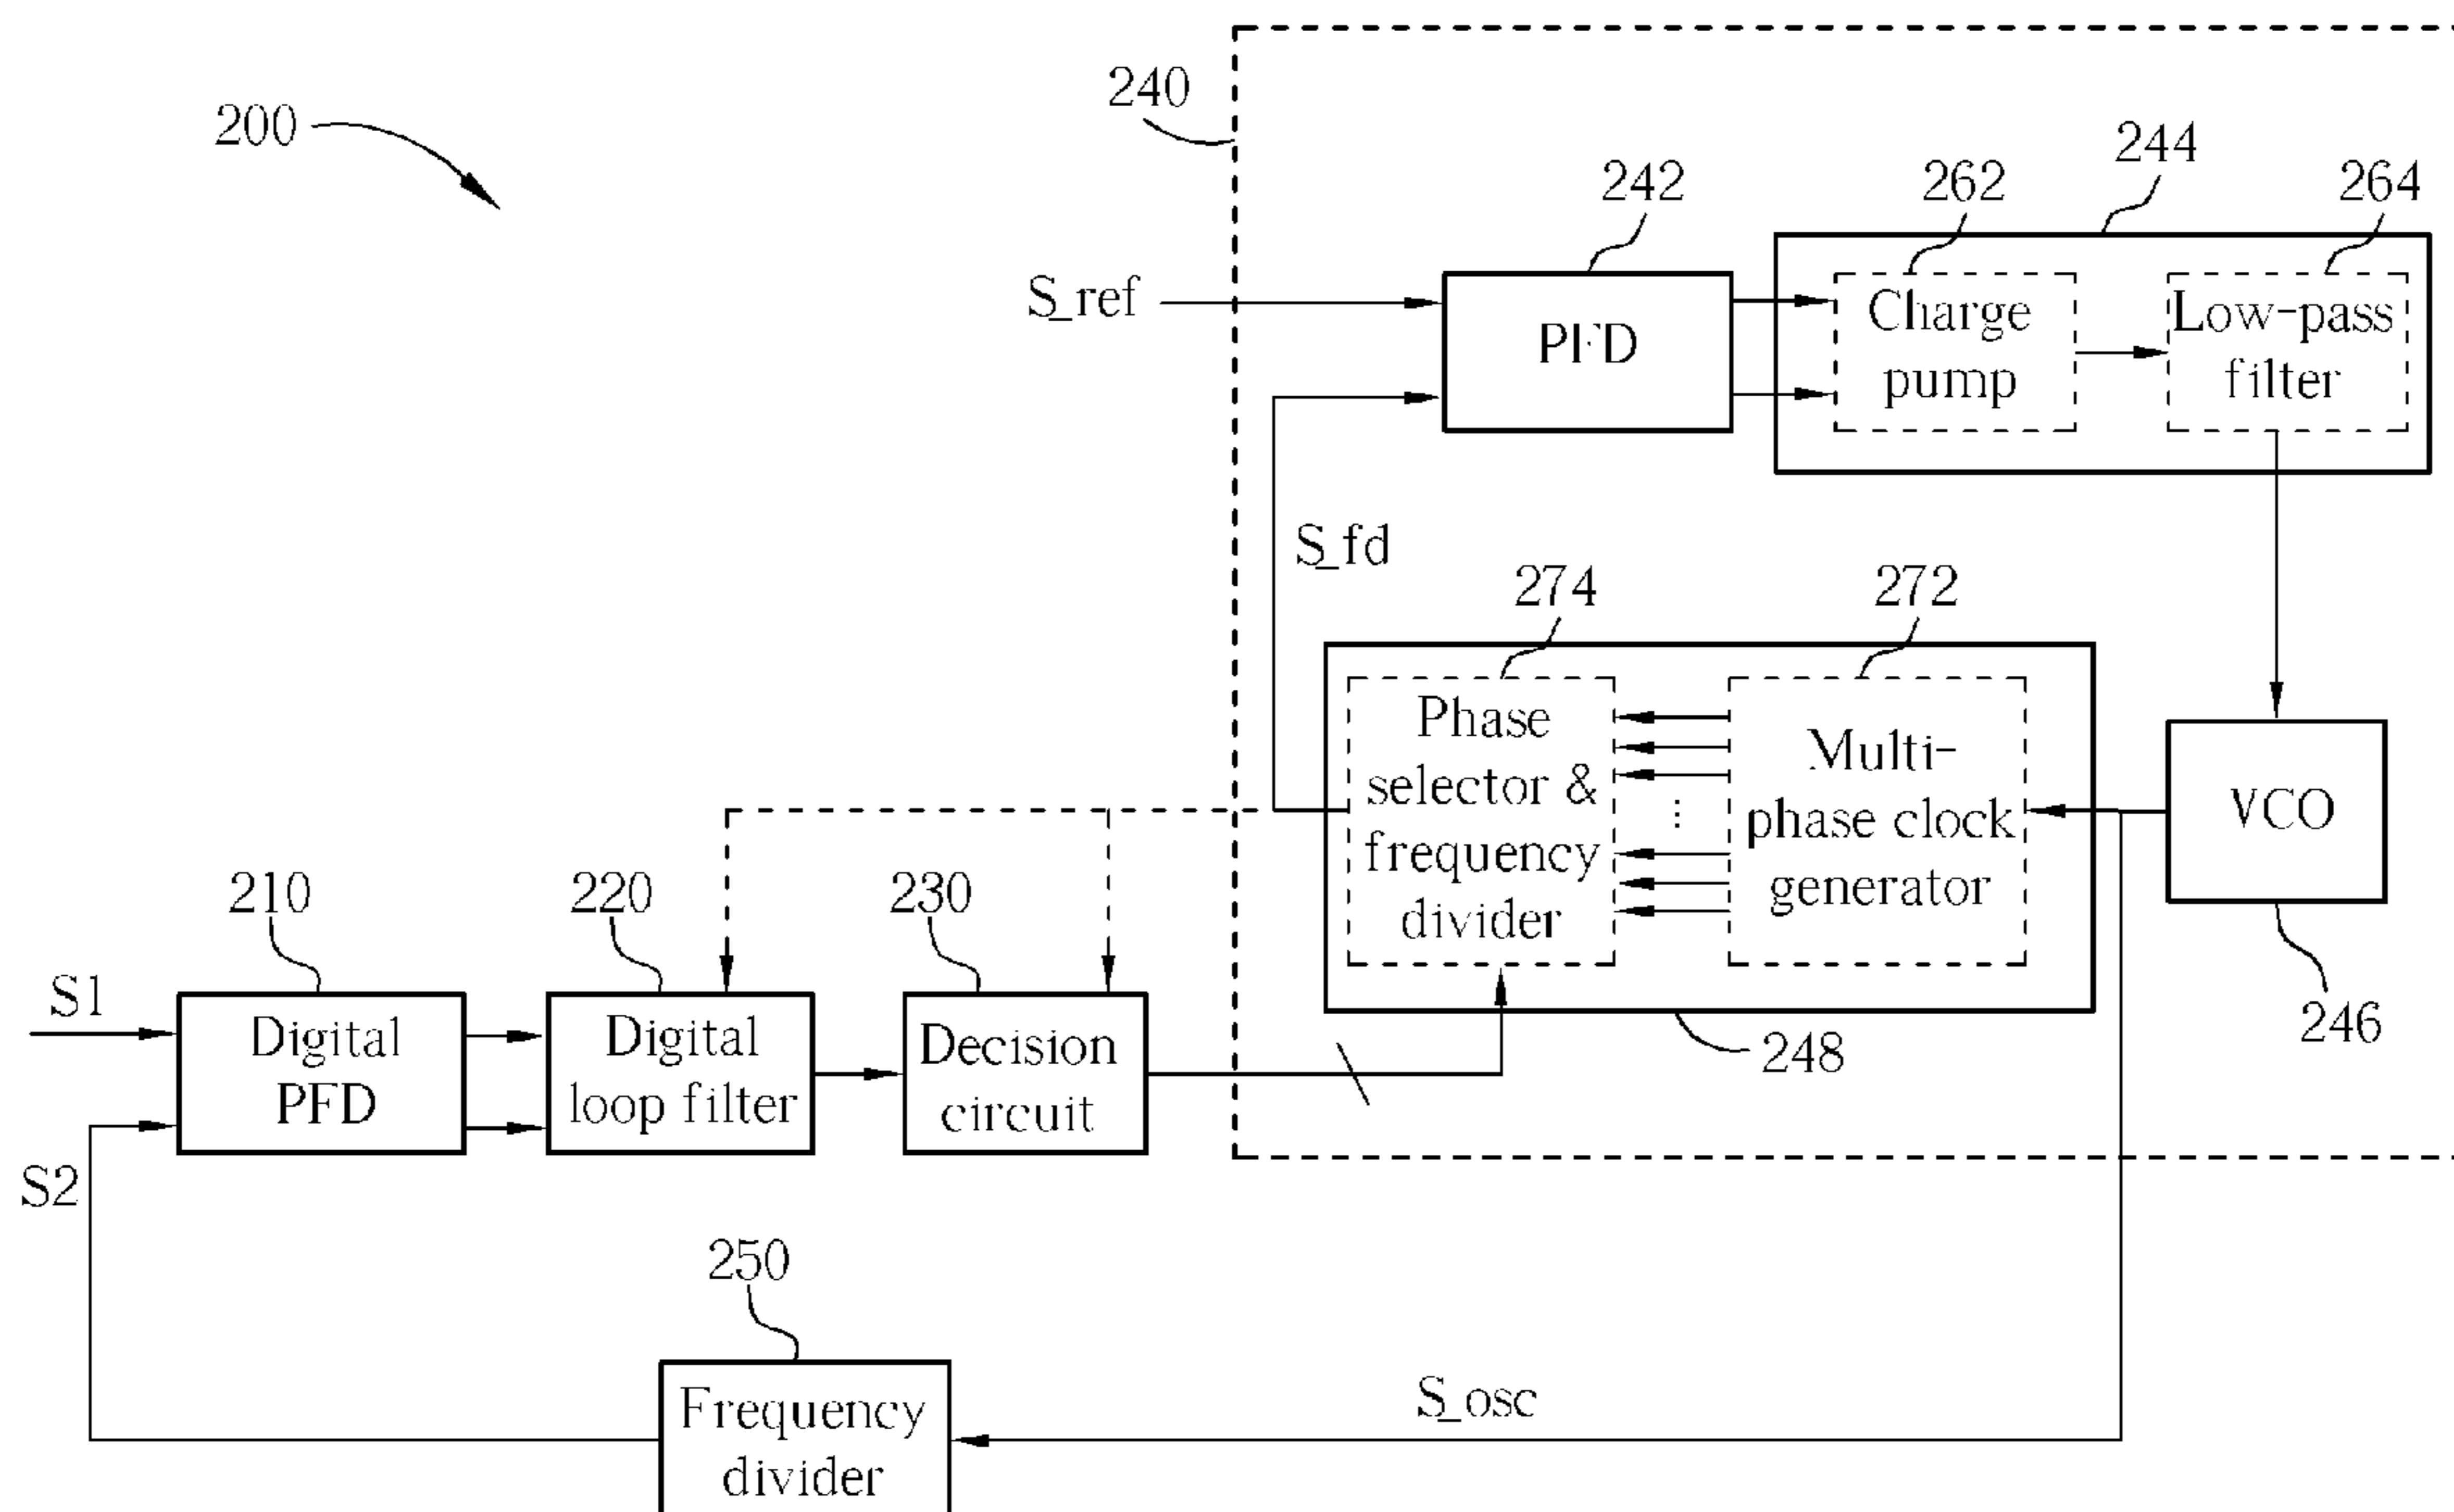 240
200
244
242
262
264
S_ref
PFD
Charge
pump
Low-pass
filter
S_fd
274
272
Phase
selector &
frequency
divider
Multi-
phase clock
generator
VCO
210
220
230
S1
Digital
PFD
Digital
loop filter
Decision
circuit
248
246
S2
250
Frequency
divider
S_osc